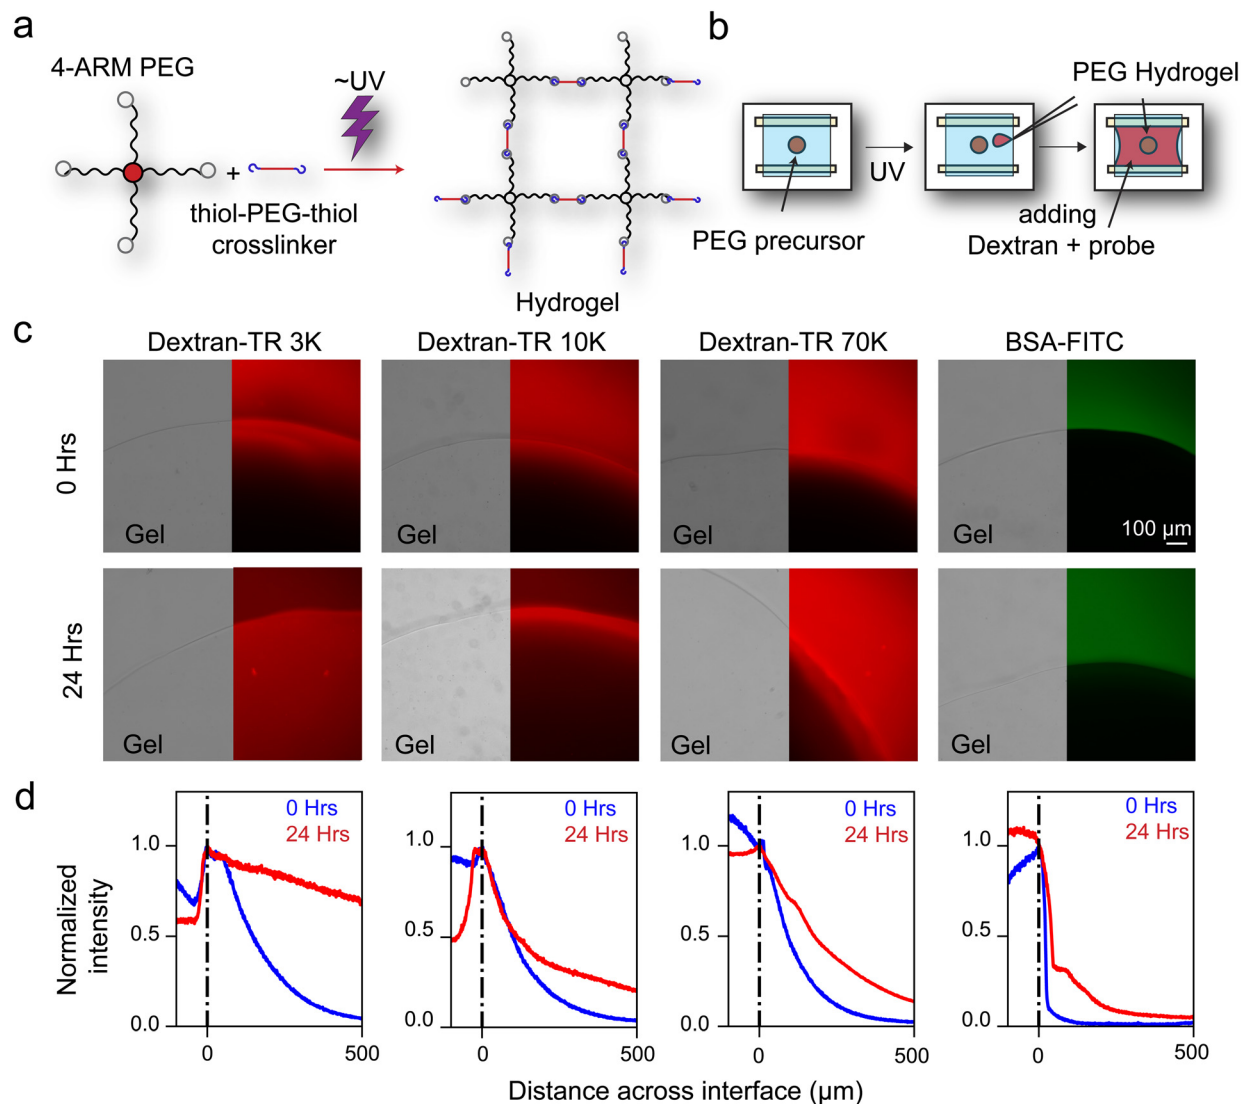 a
4-ARM PEG
~UV
+
thiol-PEG-thiol
crosslinker
Hydrogel
b
PEG Hydrogel
UV
PEG precursor
adding
Dextran + probe
c
Dextran-TR 3K
Dextran-TR 10K
Dextran-TR 70K
BSA-FITC
0 Hrs
Gel
Gel
Gel
Gel
100 µm
24 Hrs
Gel
Gel
Gel
Gel
d
Normalized
intensity
0 Hrs
24 Hrs
1.0
0.5
0.0
0
500
0 Hrs
24 Hrs
1.0
0.5
0.0
0
500
0 Hrs
24 Hrs
1.0
0.5
0.0
0
500
0 Hrs
24 Hrs
1.0
0.5
0.0
0
500
Distance across interface (µm)